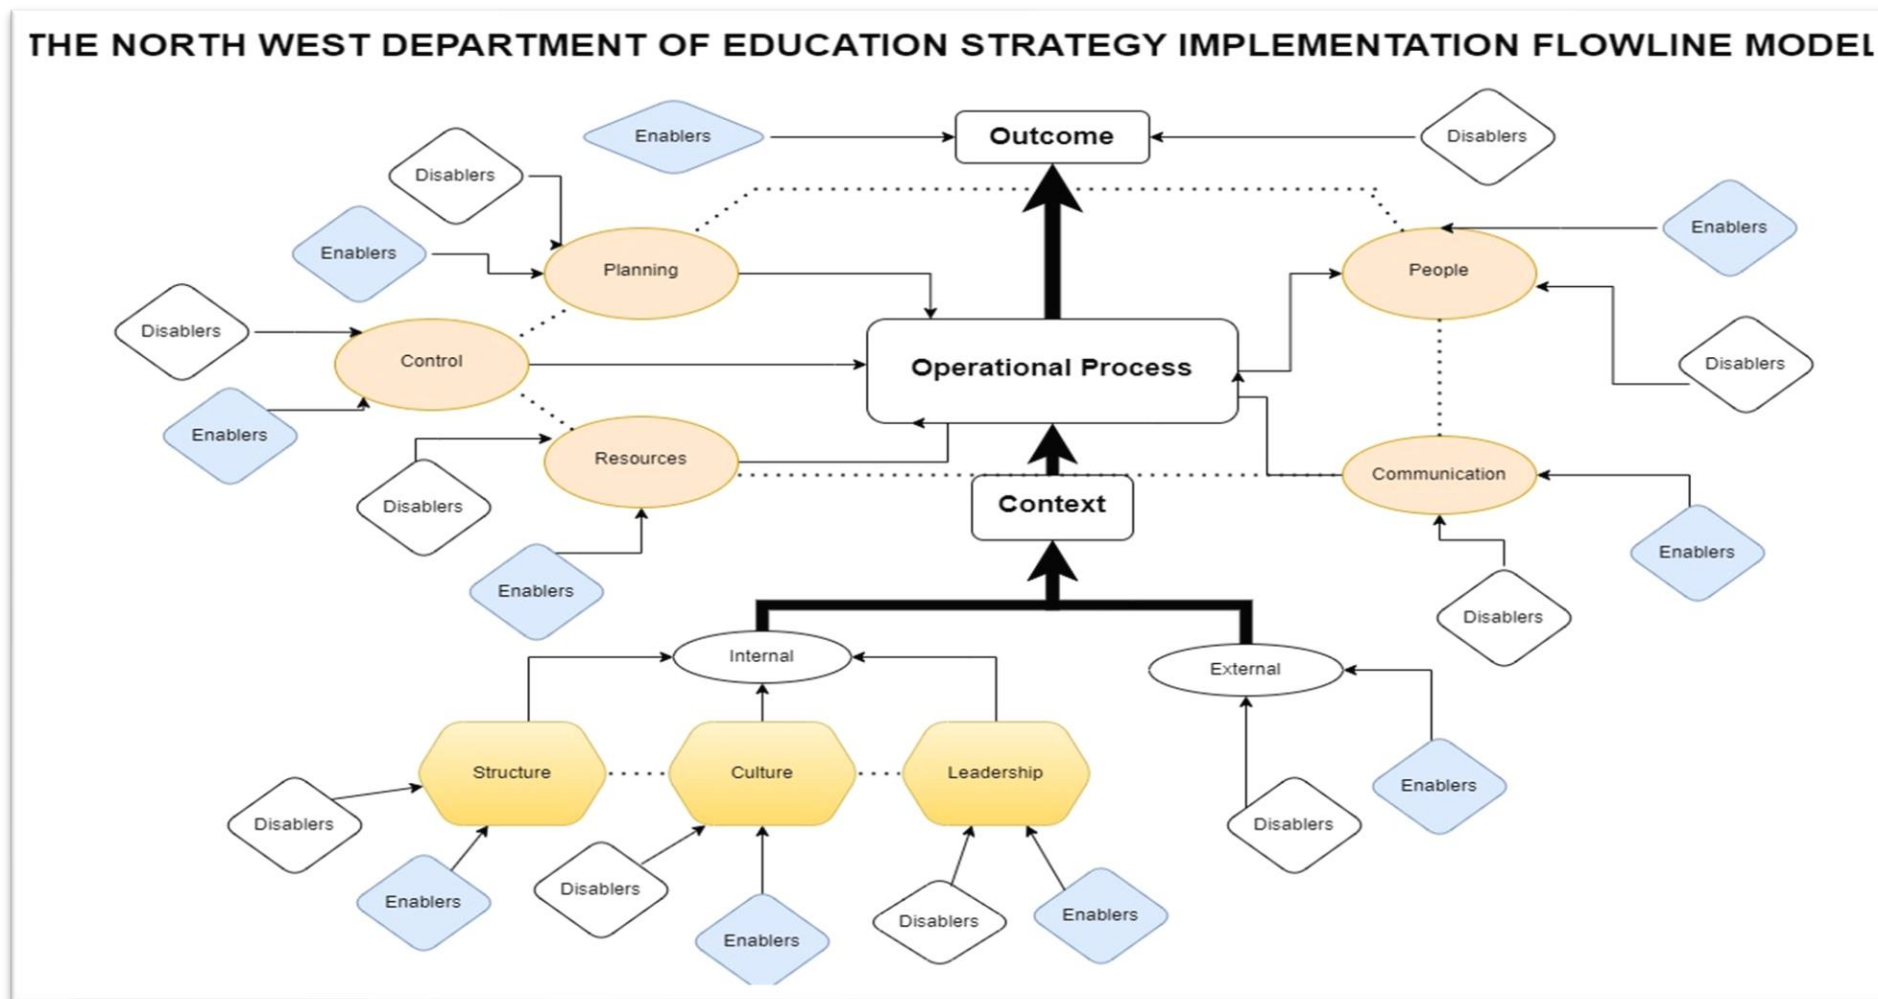 THE NORTH WEST DEPARTMENT OF EDUCATION STRATEGY IMPLEMENTATION FLOWLINE MODEL
Enablers
Outcome
Disablers
Disablers
Enablers
Enablers
Planning
People
Disablers
Control
Operational Process
Disablers
Enablers
Resources
Communication
Disablers
Context
Enablers
Enablers
Disablers
Internal
External
Structure
Culture
Leadership
Enablers
Disablers
Disablers
Enablers
Disablers
Enablers
Disablers
Enablers